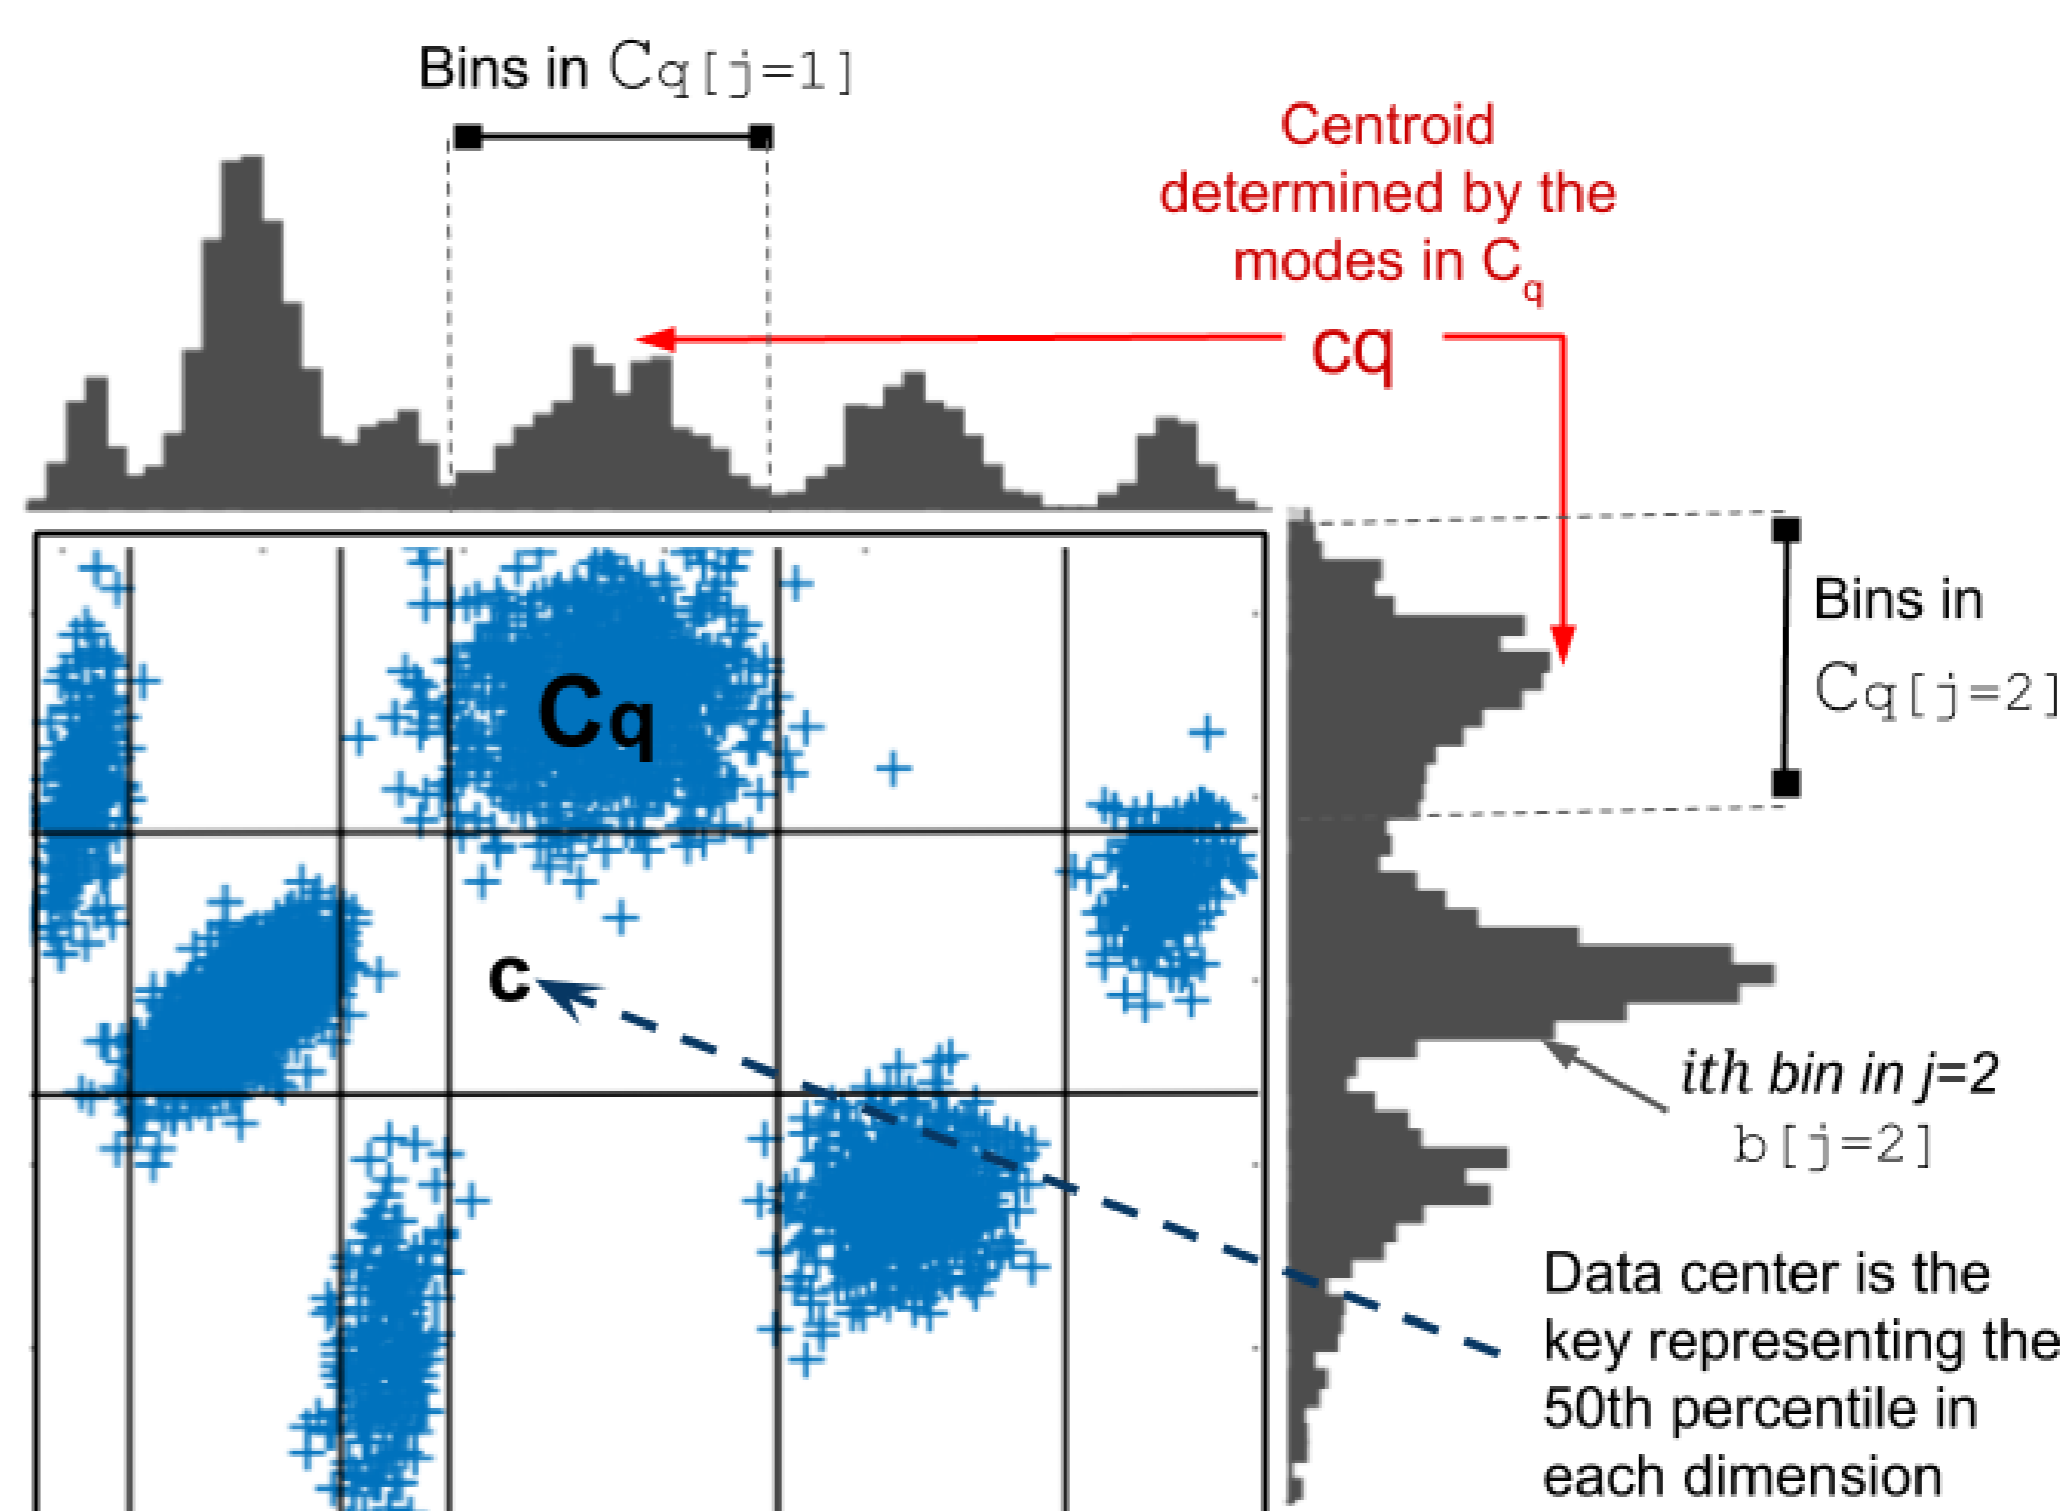 Bins in Cq[j=1]
Centroid
determined by the
modes in Cq
cq
Bins in
Cq[j=2]
Cq
c
ith bin in j=2
b[j=2]
Data center is the
key representing the
50th percentile in
each dimension